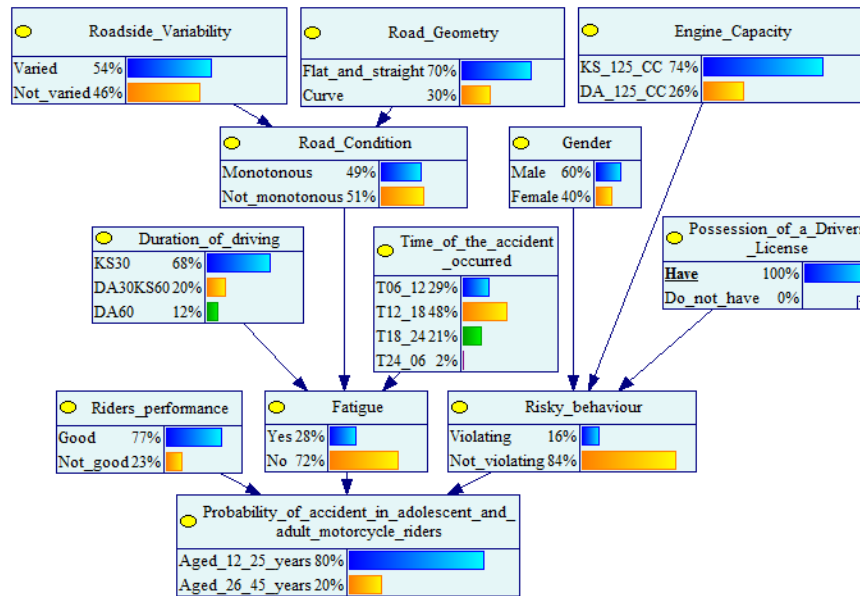 Roadside_Variability
Varied 54%
Not_varied 46%
Road_Geometry
Flat_and_straight 70%
Curve 30%
Engine_Capacity
KS_125_CC 74%
DA_125_CC 26%
Road_Condition
Monotonous 49%
Not_monotonous 51%
Gender
Male 60%
Female 40%
Duration_of_driving
KS30 68%
DA30KS60 20%
DA60 12%
Time_of_the_accident
_occurred
T06_12 29%
T12_18 48%
T18_24 21%
T24_06 2%
Possession_of_a_Drivers
_License
Have 100%
Do_not_have 0%
Riders_performance
Good 77%
Not_good 23%
Fatigue
Yes 28%
No 72%
Risky_behaviour
Violating 16%
Not_violating 84%
Probability_of_accident_in_adolescent_and_
adult_motorcycle_riders
Aged_12_25_years 80%
Aged_26_45_years 20%